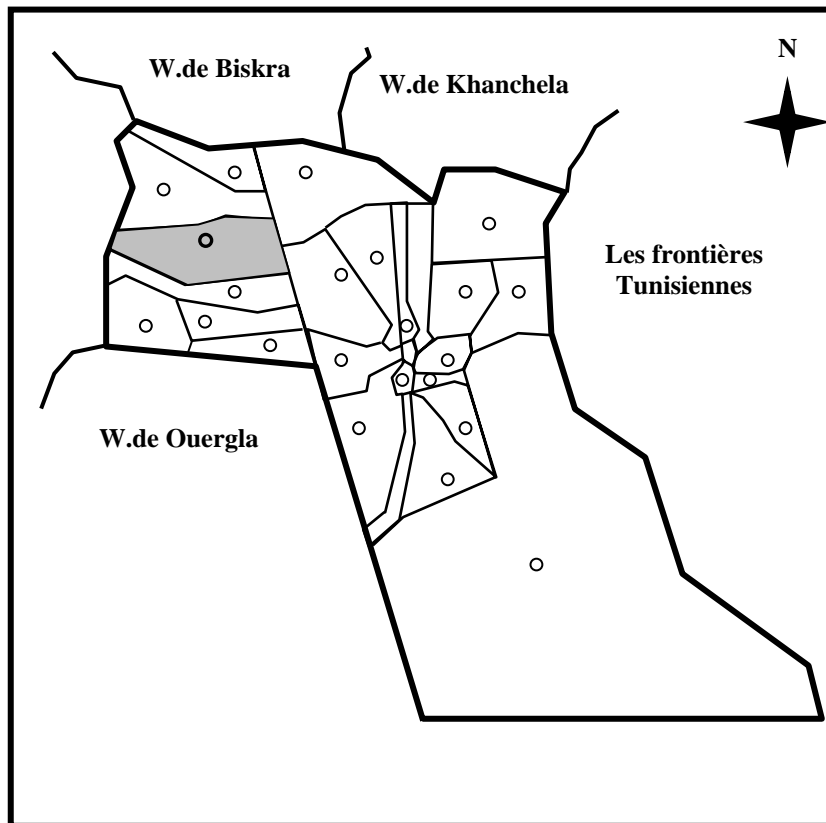 W.de Biskra
N
W.de Khanchela
Les frontières
Tunisiennes
W.de Ouergla